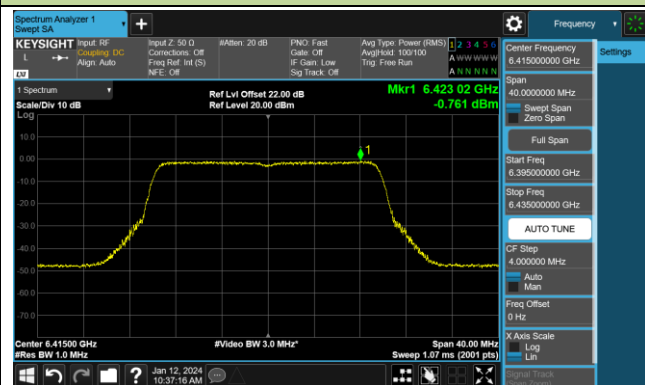 Spectrum Analyzer 1
Swept SA
Frequency
KEYSIGHT
L
Input: RF
Coupling: DC
Align: Auto
Input Z: 50 Ω
Corrections: Off
Freq Ref: Int (S)
NFE: Off
#Atten: 20 dB
PNO: Fast
Gate: Off
IF Gain: Low
Sig Track: Off
Avg Type: Power (RMS)
Avg|Hold: 100/100
Trig: Free Run
1 2 3 4 5 6
A W W W W W
A N N N N N
1 Spectrum
Scale/Div 10 dB
Log
Ref Lvl Offset 22.00 dB
Ref Level 20.00 dBm
Mkr1 6.423 02 GHz
-0.761 dBm
1
10.0
0.00
-10.0
-20.0
-30.0
-40.0
-50.0
-60.0
-70.0
Center 6.41500 GHz
#Res BW 1.0 MHz
#Video BW 3.0 MHz*
Span 40.00 MHz
Sweep 1.07 ms (2001 pts)
Jan 12, 2024
10:37:16 AM
Center Frequency
6.415000000 GHz
Settings
Span
40.0000000 MHz
Swept Span
Zero Span
Full Span
Start Freq
6.395000000 GHz
Stop Freq
6.435000000 GHz
AUTO TUNE
CF Step
4.000000 MHz
Auto
Man
Freq Offset
0 Hz
X Axis Scale
Log
Lin
Signal Track